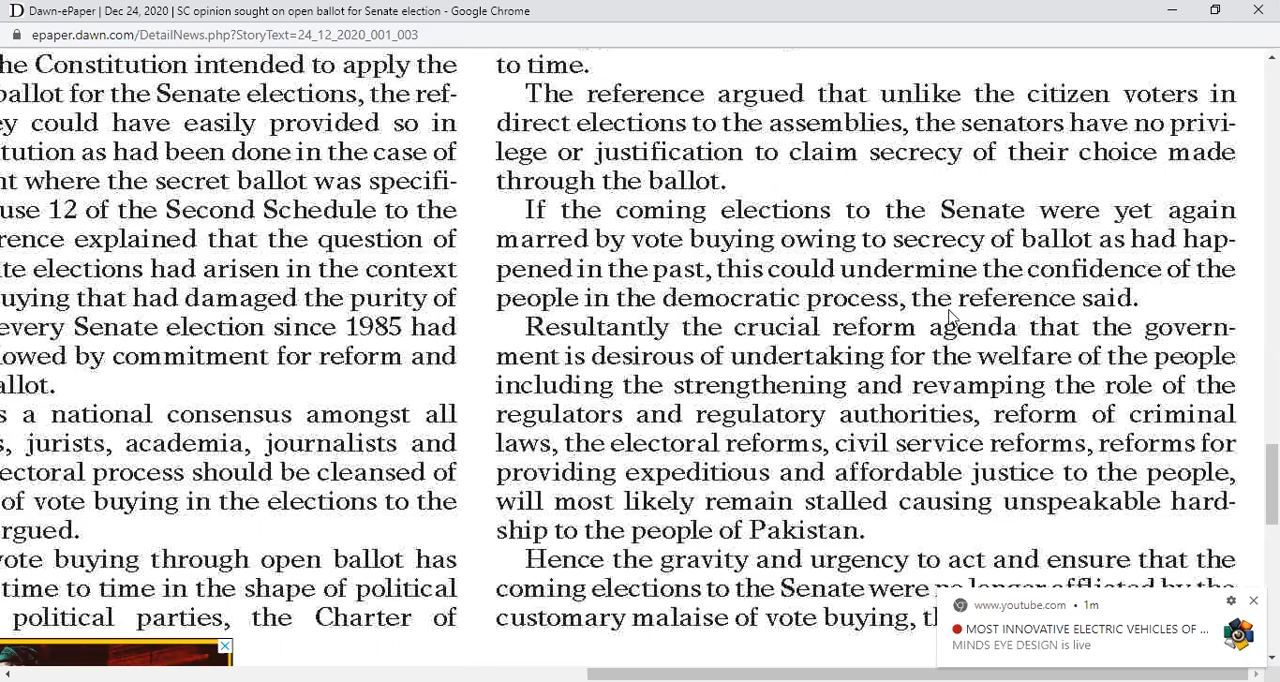 Dawn-ePaper | Dec 24, 2020 | SC opinion sought on open ballot for Senate election - Google Chrome
epaper.dawn.com/DetailNews.php?StoryText=24_12_2020_001_003
he Constitution intended to apply the
ballot for the Senate elections, the ref-
ey could have easily provided so in
tution as had been done in the case of
nt where the secret ballot was specifi-
use 12 of the Second Schedule to the
rence explained that the question of
te elections had arisen in the context
uying that had damaged the purity of
every Senate election since 1985 had
lowed by commitment for reform and
allot.
s a national consensus amongst all
s, jurists, academia, journalists and
ectoral process should be cleansed of
of vote buying in the elections to the
rgued.
vote buying through open ballot has
time to time in the shape of political
political parties, the Charter of
to time.
The reference argued that unlike the citizen voters in
direct elections to the assemblies, the senators have no privi-
lege or justification to claim secrecy of their choice made
through the ballot.
If the coming elections to the Senate were yet again
marred by vote buying owing to secrecy of ballot as had hap-
pened in the past, this could undermine the confidence of the
people in the democratic process, the reference said.
Resultantly the crucial reform agenda that the govern-
ment is desirous of undertaking for the welfare of the people
including the strengthening and revamping the role of the
regulators and regulatory authorities, reform of criminal
laws, the electoral reforms, civil service reforms, reforms for
providing expeditious and affordable justice to the people,
will most likely remain stalled causing unspeakable hard-
ship to the people of Pakistan.
Hence the gravity and urgency to act and ensure that the
coming elections to the Senate were no longer afflicted by the
customary malaise of vote buying, th
www.youtube.com • 1m
MOST INNOVATIVE ELECTRIC VEHICLES OF ...
MINDS EYE DESIGN is live